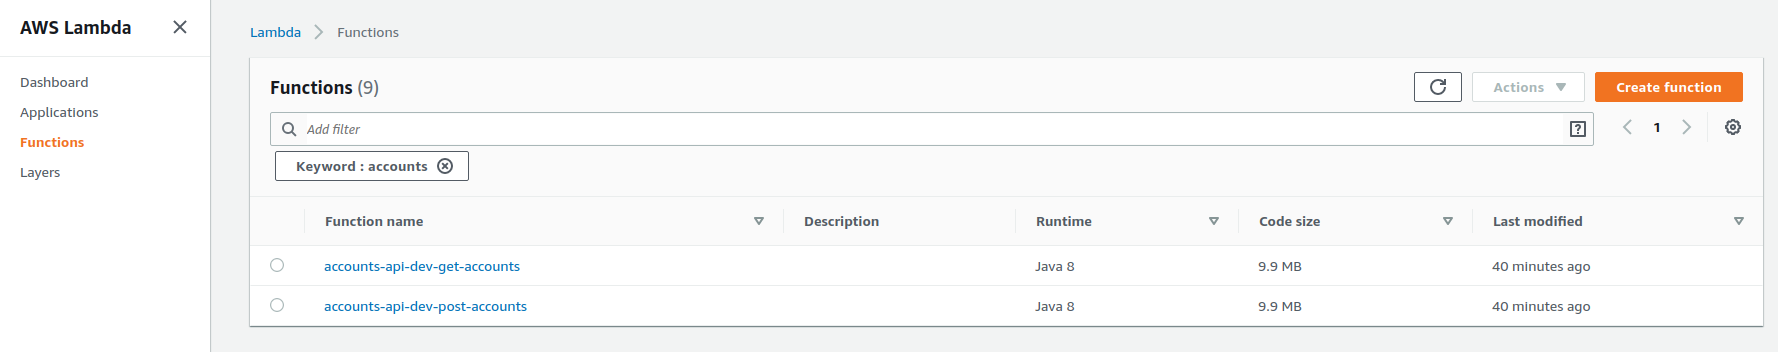 AWS Lambda
Dashboard
Applications
Functions
Layers
Lambda Functions
Functions (9)
Actions
Create function
Add filter
?
1
Keyword : accounts
Function name Description Runtime Code size Last modified
accounts-api-dev-get-accounts Java 8 9.9 MB 40 minutes ago
accounts-api-dev-post-accounts Java 8 9.9 MB 40 minutes ago